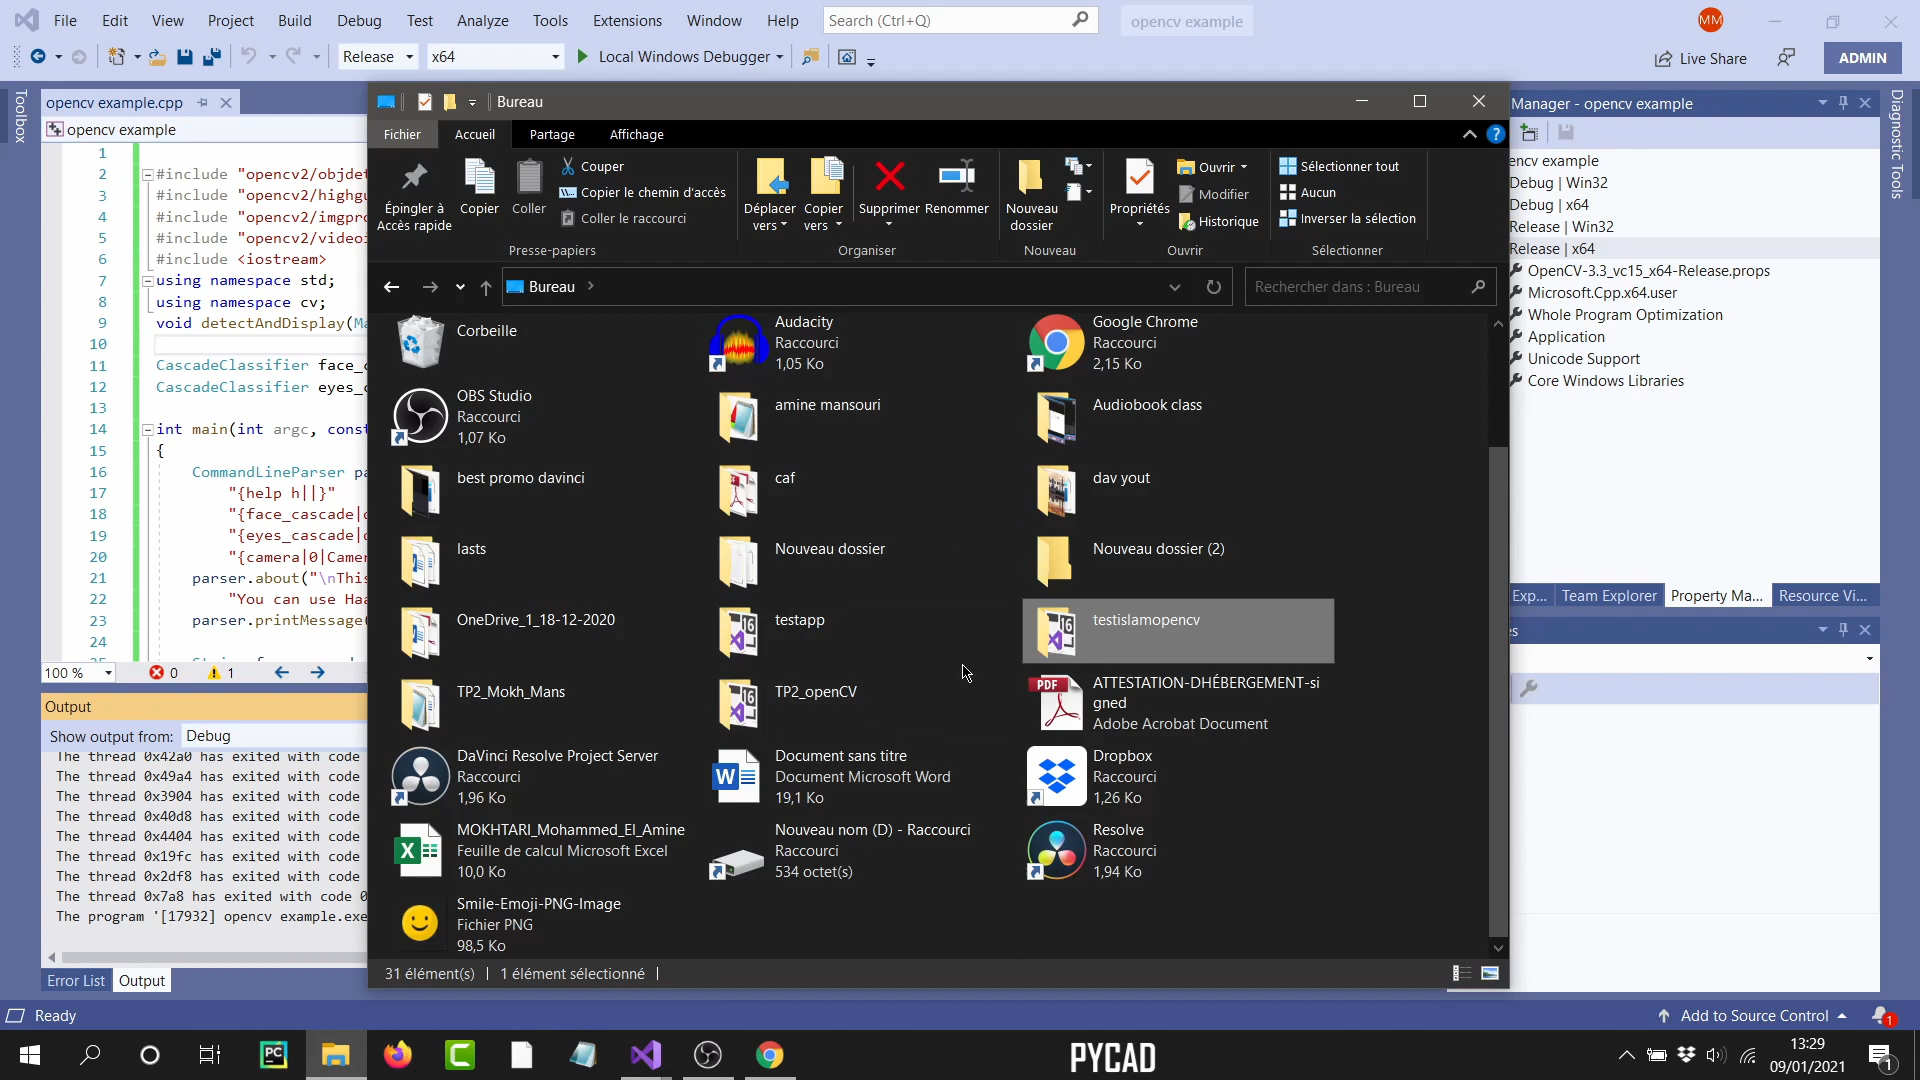 File Edit View Project Build Debug Test Analyze Tools Extensions Window Help Search (Ctrl+Q) opencv example MM
Release x64 Local Windows Debugger Live Share ADMIN
Toolbox
opencv example.cpp
opencv example
1
2 #include "opencv2/objdet
3 #include "opencv2/highgu
4 #include "opencv2/imgpro
5 #include "opencv2/videoi
6 #include <iostream>
7 using namespace std;
8 using namespace cv;
9 void detectAndDisplay(Ma
10
11 CascadeClassifier face_c
12 CascadeClassifier eyes_c
13
14 int main(int argc, const
15 {
16 CommandLineParser pa
17 "{help h||}"
18 "{face_cascade|d
19 "{eyes_cascade|d
20 "{camera|0|Camer
21 parser.about("\nThis
22 "You can use Haa
23 parser.printMessage(
24
100 % 0 1
Output
Show output from: Debug
The thread 0x42a0 has exited with code
The thread 0x49a4 has exited with code
The thread 0x3904 has exited with code
The thread 0x40d8 has exited with code
The thread 0x4404 has exited with code
The thread 0x19fc has exited with code
The thread 0x2df8 has exited with code
The thread 0x7a8 has exited with code 0
The program '[17932] opencv example.exe
Error List Output
Bureau
Fichier Accueil Partage Affichage
Épingler à
Accès rapide
Copier
Coller
Couper
Copier le chemin d'accès
Coller le raccourci
Presse-papiers
Déplacer
vers
Copier
vers
Supprimer
Renommer
Organiser
Nouveau
dossier
Nouveau
Propriétés
Ouvrir
Modifier
Historique
Ouvrir
Sélectionner tout
Aucun
Inverser la sélection
Sélectionner
Bureau
Rechercher dans : Bureau
Corbeille
Audacity
Raccourci
1,05 Ko
Google Chrome
Raccourci
2,15 Ko
OBS Studio
Raccourci
1,07 Ko
amine mansouri
Audiobook class
best promo davinci
caf
dav yout
lasts
Nouveau dossier
Nouveau dossier (2)
OneDrive_1_18-12-2020
testapp
testislamopencv
TP2_Mokh_Mans
TP2_openCV
PDF
ATTESTATION-DHÉBERGEMENT-si
gned
Adobe Acrobat Document
DaVinci Resolve Project Server
Raccourci
1,96 Ko
Document sans titre
Document Microsoft Word
19,1 Ko
Dropbox
Raccourci
1,26 Ko
MOKHTARI_Mohammed_El_Amine
Feuille de calcul Microsoft Excel
10,0 Ko
Nouveau nom (D) - Raccourci
Raccourci
534 octet(s)
Resolve
Raccourci
1,94 Ko
Smile-Emoji-PNG-Image
Fichier PNG
98,5 Ko
31 élément(s) 1 élément sélectionné
Manager - opencv example
encv example
Debug | Win32
Debug | x64
Release | Win32
Release | x64
OpenCV-3.3_vc15_x64-Release.props
Microsoft.Cpp.x64.user
Whole Program Optimization
Application
Unicode Support
Core Windows Libraries
Exp... Team Explorer Property Ma... Resource Vi...
es
Diagnostic Tools
Ready
Add to Source Control 1
PYCAD
13:29
09/01/2021
1